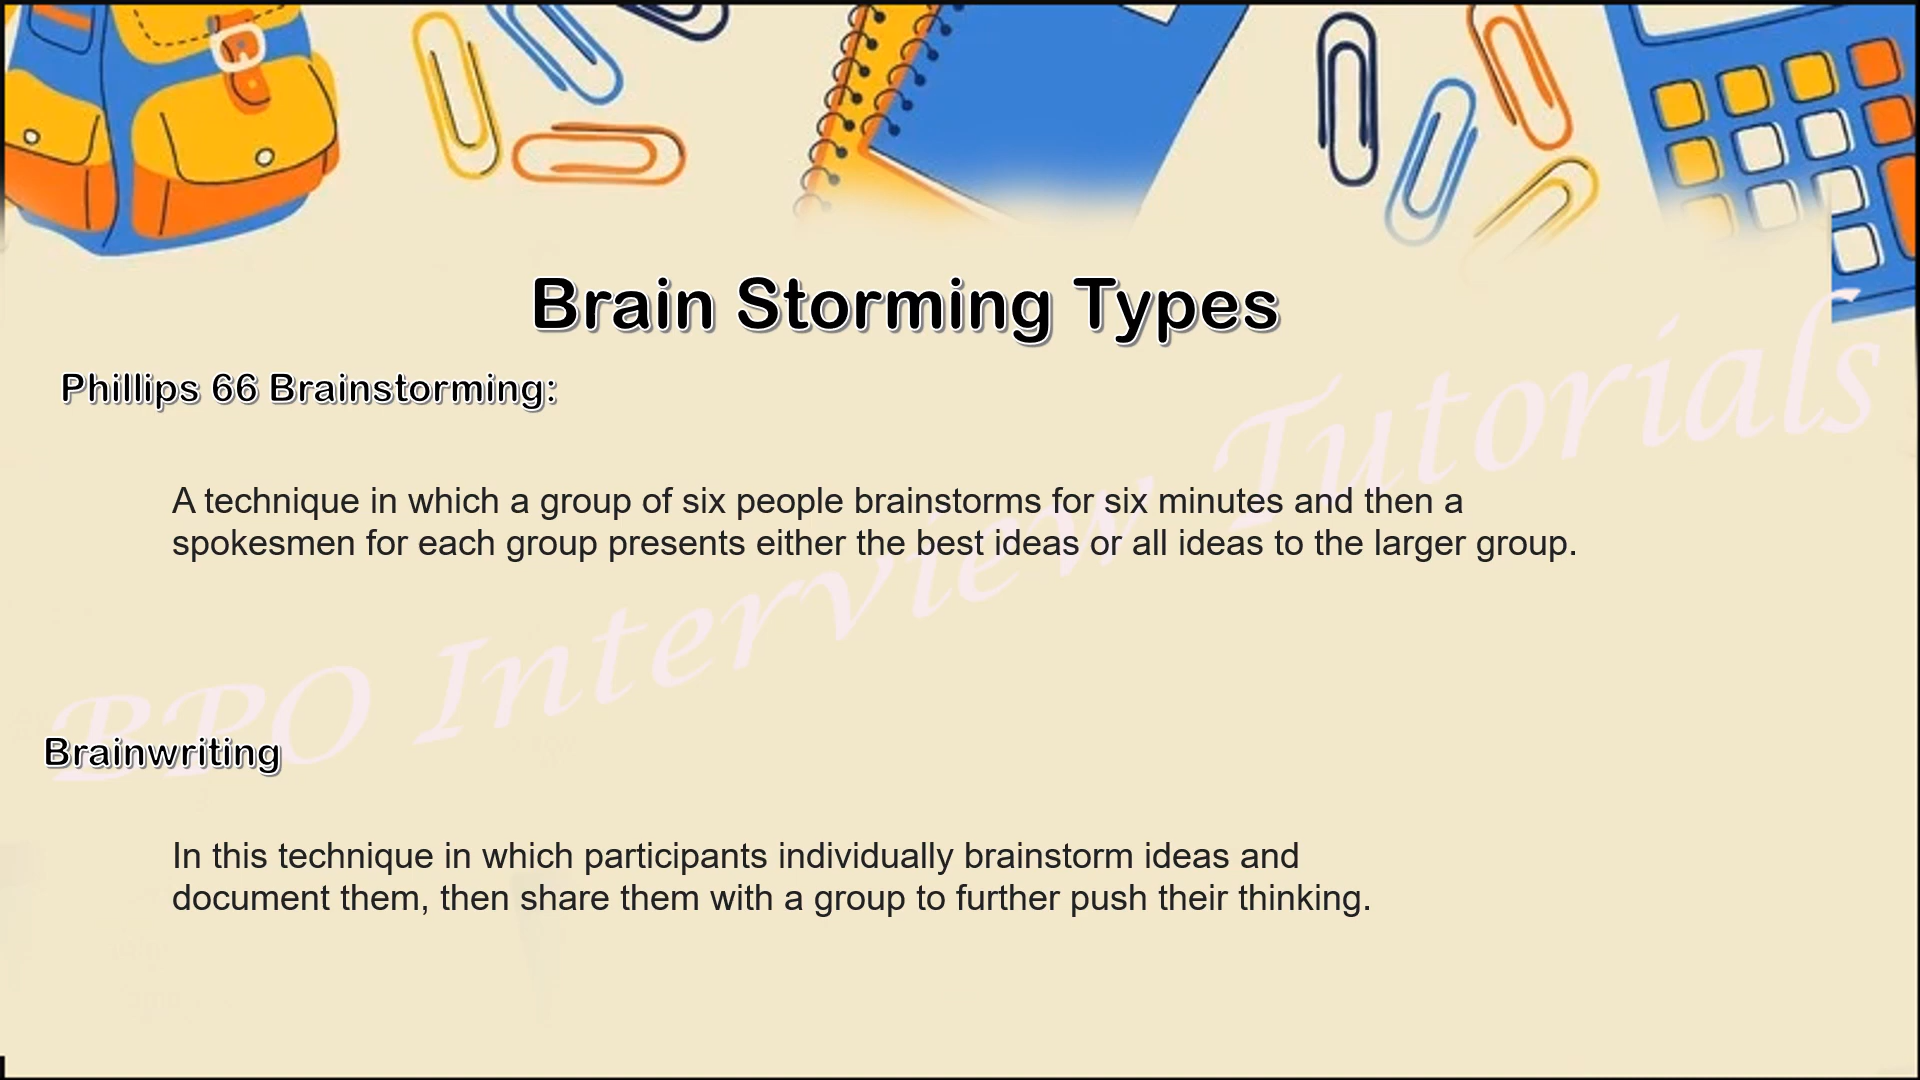 Brain Storming Types
Phillips 66 Brainstorming:
A technique in which a group of six people brainstorms for six minutes and then a
spokesmen for each group presents either the best ideas or all ideas to the larger group.
BPO Interview Tutorials
Brainwriting
In this technique in which participants individually brainstorm ideas and
document them, then share them with a group to further push their thinking.